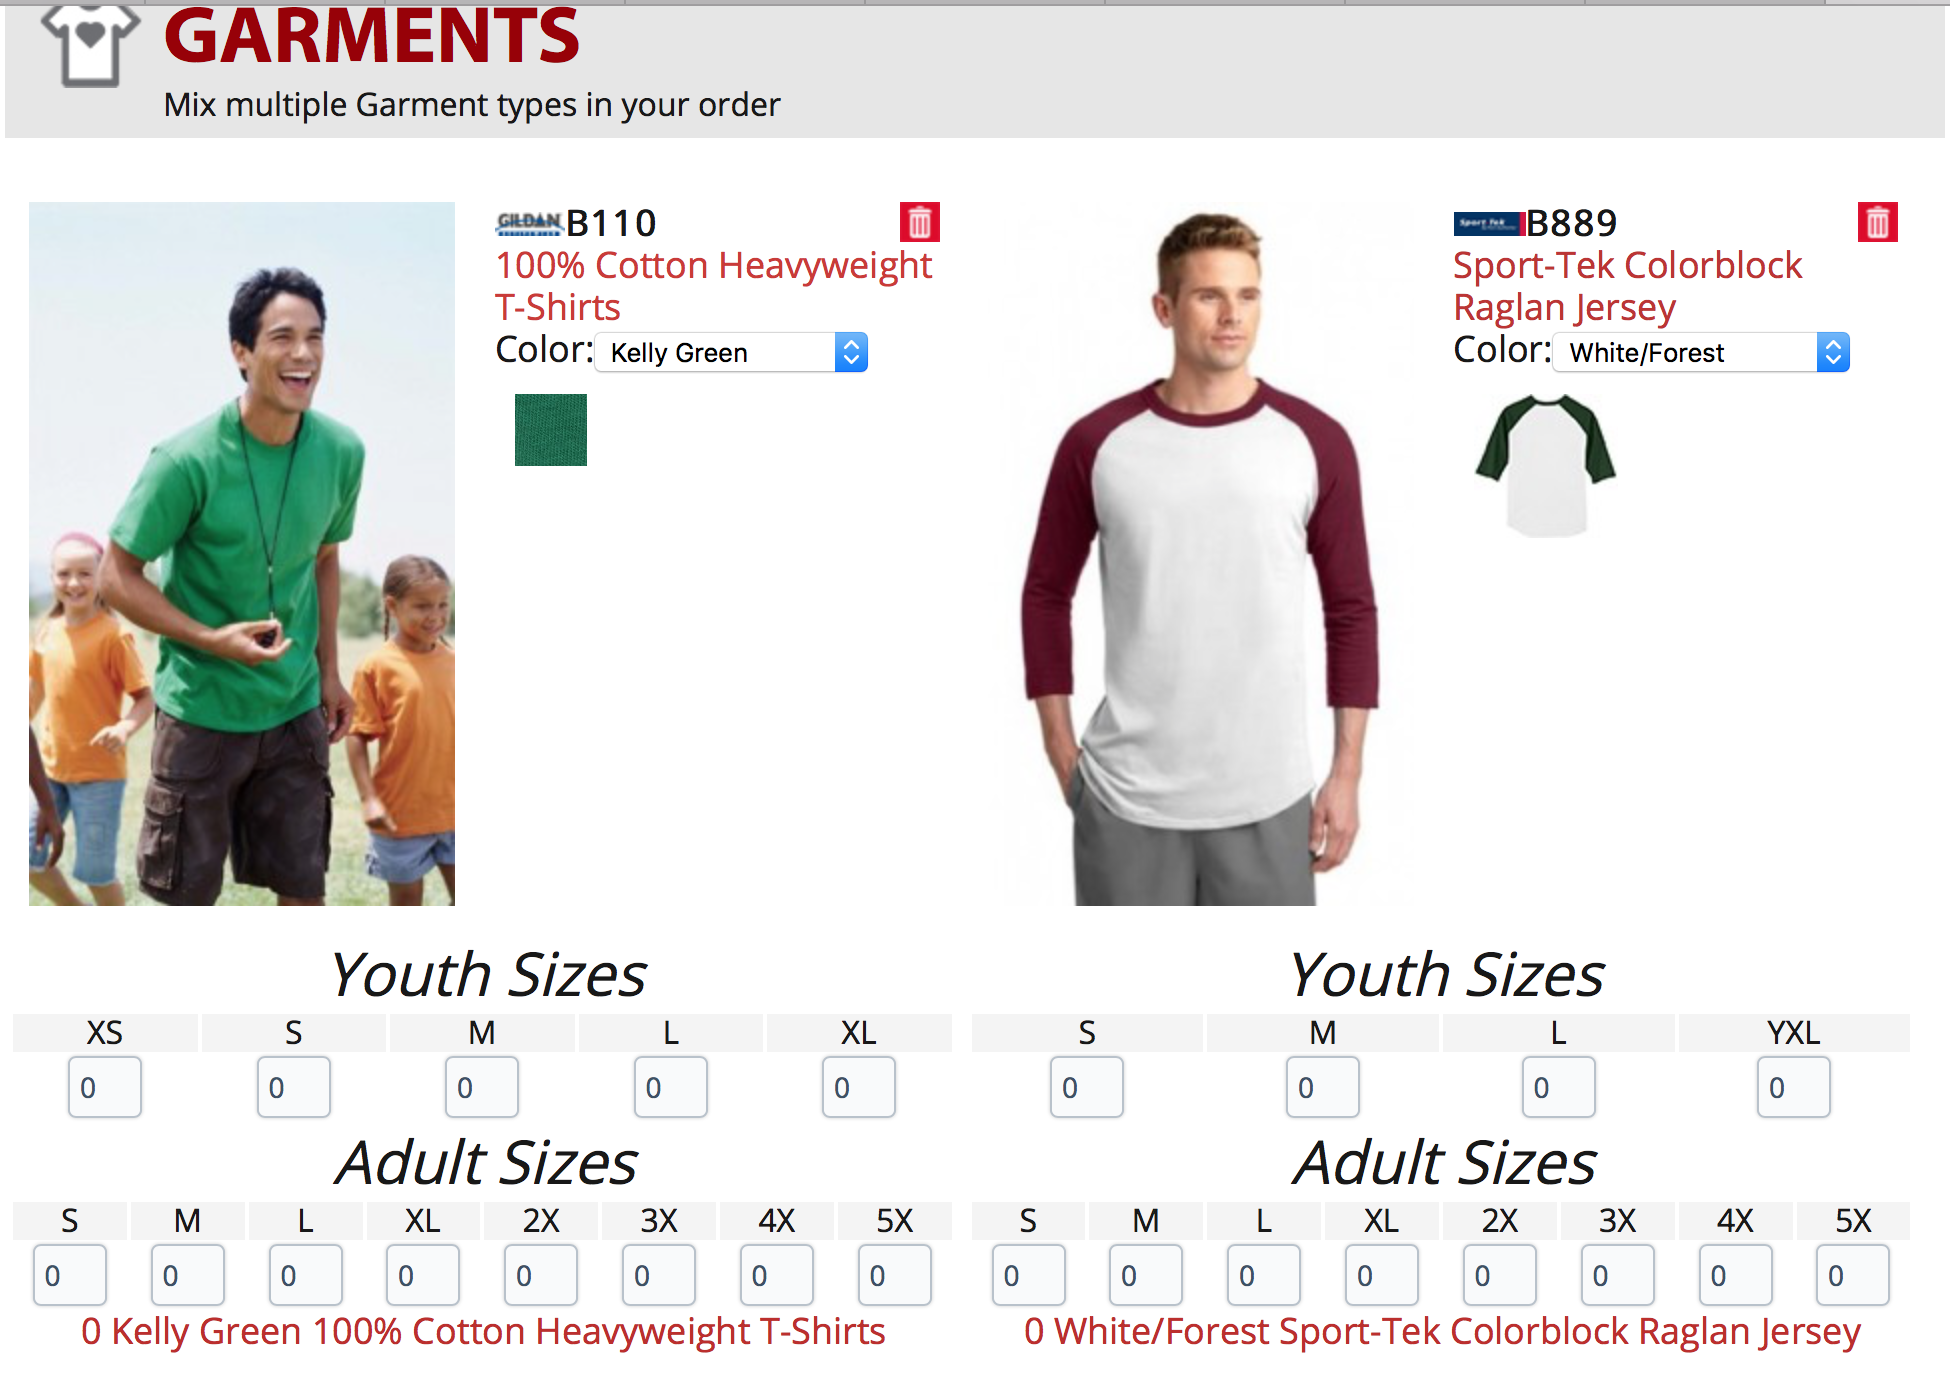 GARMENTS
Mix multiple Garment types in your order
GILDAN B110
100% Cotton Heavyweight
T-Shirts
Color: Kelly Green
Sport-Tek B889
Sport-Tek Colorblock
Raglan Jersey
Color: White/Forest
Youth Sizes
XS S M L XL
0 0 0 0 0
Adult Sizes
S M L XL 2X 3X 4X 5X
0 0 0 0 0 0 0 0
0 Kelly Green 100% Cotton Heavyweight T-Shirts
Youth Sizes
S M L YXL
0 0 0 0
Adult Sizes
S M L XL 2X 3X 4X 5X
0 0 0 0 0 0 0 0
0 White/Forest Sport-Tek Colorblock Raglan Jersey